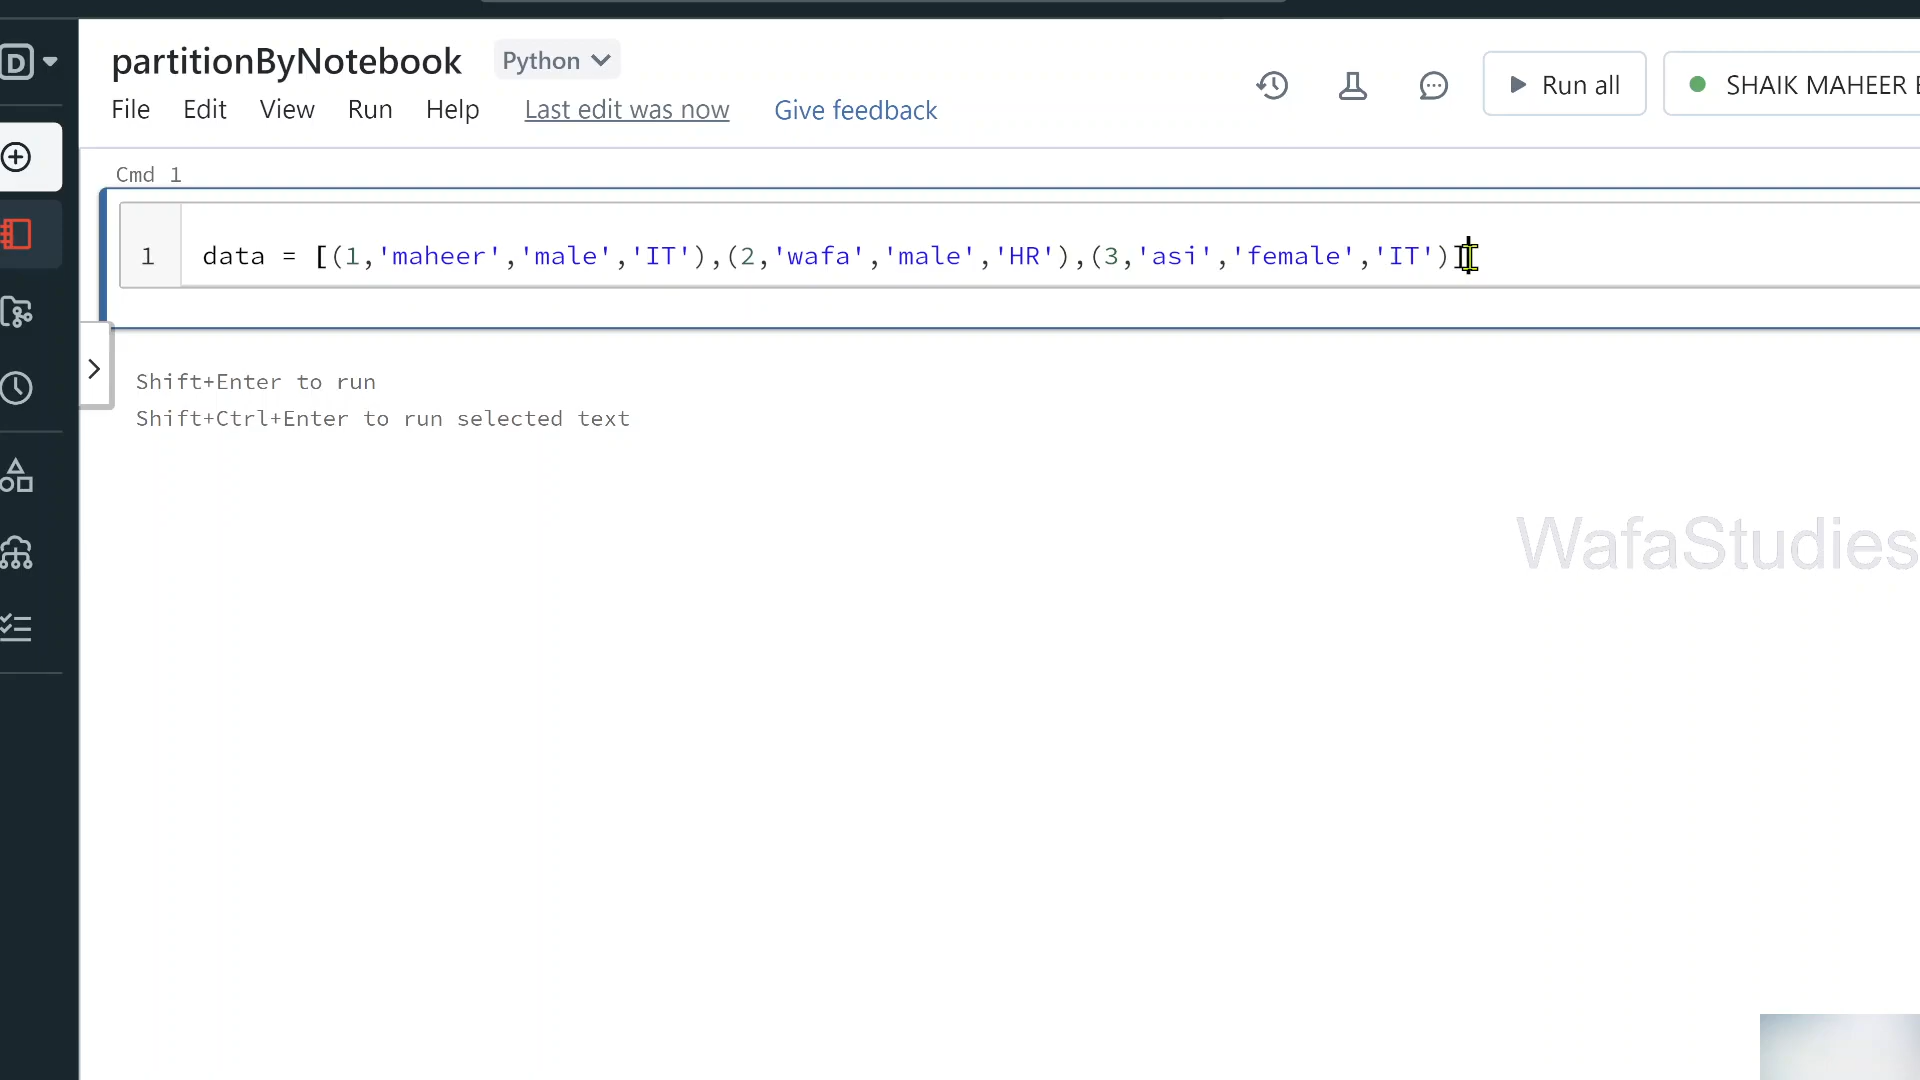 partitionByNotebook Python
File Edit View Run Help Last edit was now Give feedback
Run all
SHAIK MAHEER
Cmd 1
1 data = [(1,'maheer','male','IT'),(2,'wafa','male','HR'),(3,'asi','female','IT')]
Shift+Enter to run
Shift+Ctrl+Enter to run selected text
WafaStudies